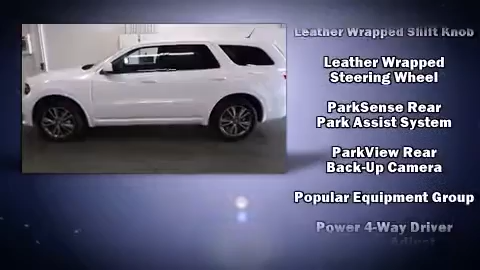 Leather Wrapped Shift Knob
Leather Wrapped
Steering Wheel
ParkSense Rear
Park Assist System
ParkView Rear
Back-Up Camera
Popular Equipment Group
Power 4-Way Driver
Adjust